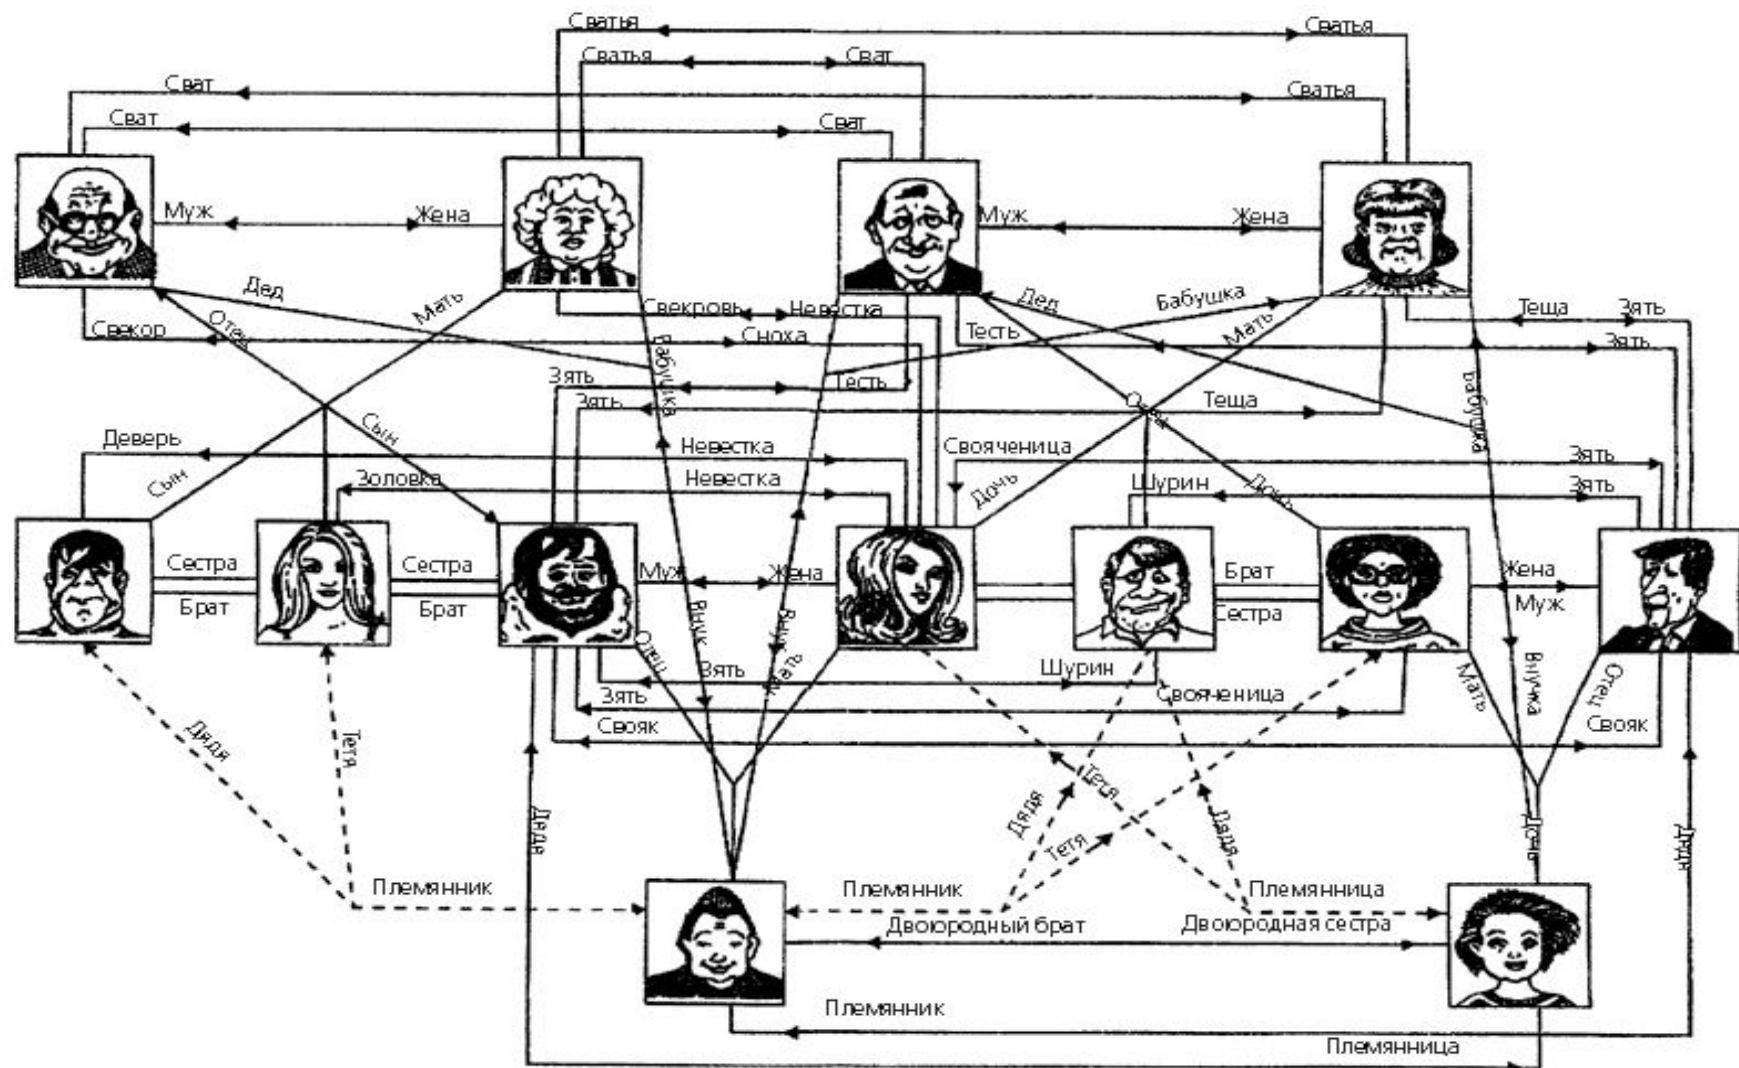 Сватья
Сватья
Сватья
Сват
Сват
Сватья
Сват
Сват
Муж
Жена
Муж
Жена
Дед
Мать
Отец
Свекровь
Невестка
Дед
Бабушка
Мать
Теща
Зять
Свекор
Сноха
Тесть
Зять
Бабушка
Зять
Тесть
Зять
Теща
Отец
Бабушка
Сын
Деверь
Невестка
Свояченица
Зять
Сын
Золовка
Невестка
Дочь
Шурин
Дочь
Зять
Сестра
Сестра
Муж
Жена
Брат
Жена
Брат
Брат
Сестра
Муж
Отец
Внук
Внук
Мать
Зять
Шурин
Мать
Внучка
Отец
Зять
Свояченица
Свояк
Свояк
Дядя
Тетя
Тетя
Дядя
Тетя
Дядя
Дядя
Дочь
Дядя
Племянник
Племянник
Племянница
Двоюродный брат
Двоюродная сестра
Племянник
Племянница